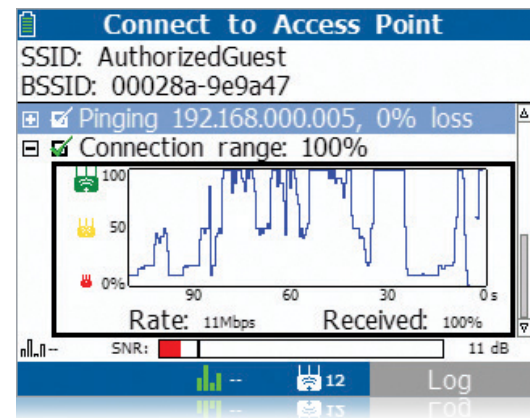 Connect to Access Point
SSID: AuthorizedGuest
BSSID: 00028a-9e9a47
Pinging 192.168.000.005, 0% loss
Connection range: 100%
100
50
0%
90 60 30 0 s
Rate: 11Mbps Received: 100%
-- SNR: 11 dB
-- 12 Log